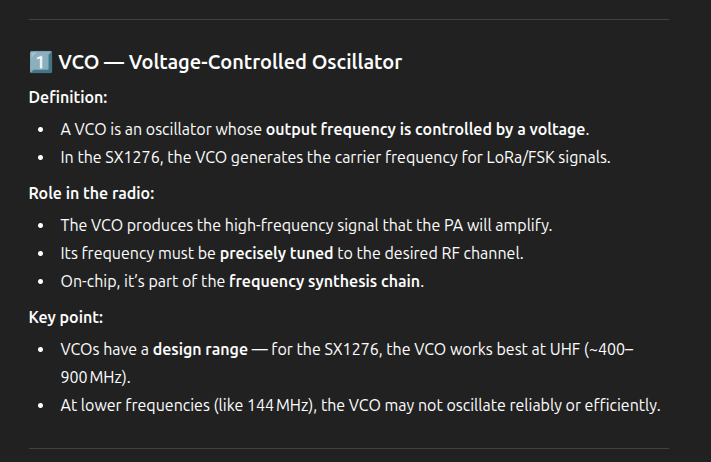 1 VCO — Voltage-Controlled Oscillator
Definition:
• A VCO is an oscillator whose output frequency is controlled by a voltage.
• In the SX1276, the VCO generates the carrier frequency for LoRa/FSK signals.
Role in the radio:
• The VCO produces the high-frequency signal that the PA will amplify.
• Its frequency must be precisely tuned to the desired RF channel.
• On-chip, it’s part of the frequency synthesis chain.
Key point:
• VCOs have a design range — for the SX1276, the VCO works best at UHF (~400–
900 MHz).
• At lower frequencies (like 144 MHz), the VCO may not oscillate reliably or efficiently.